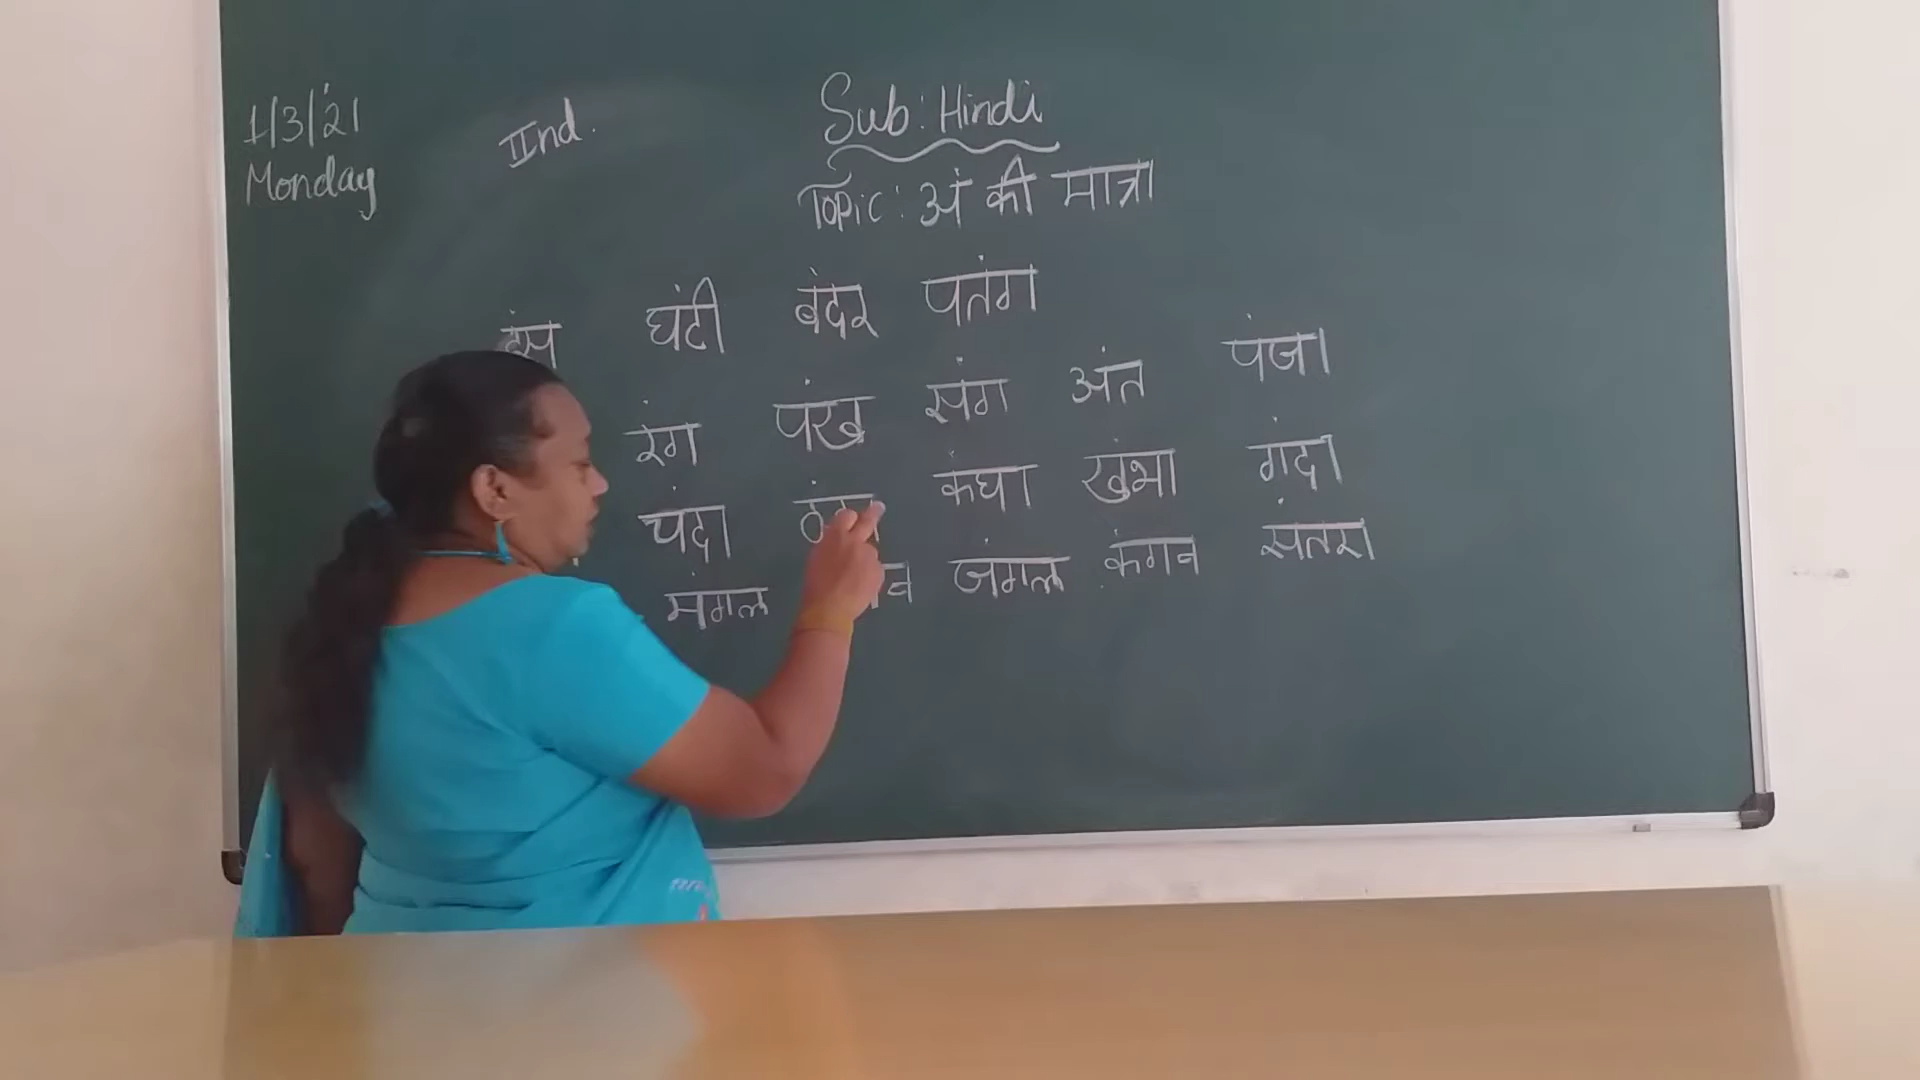 1/3/'21 IInd. Sub: Hindi
Monday Topic: अं की मात्रा
हंस घंटी बंदर पतंग
रंग पंख संग अंत पंजा
चंदा कंघा खंभा गंदा
मंगल जंगल कंगन संतरा